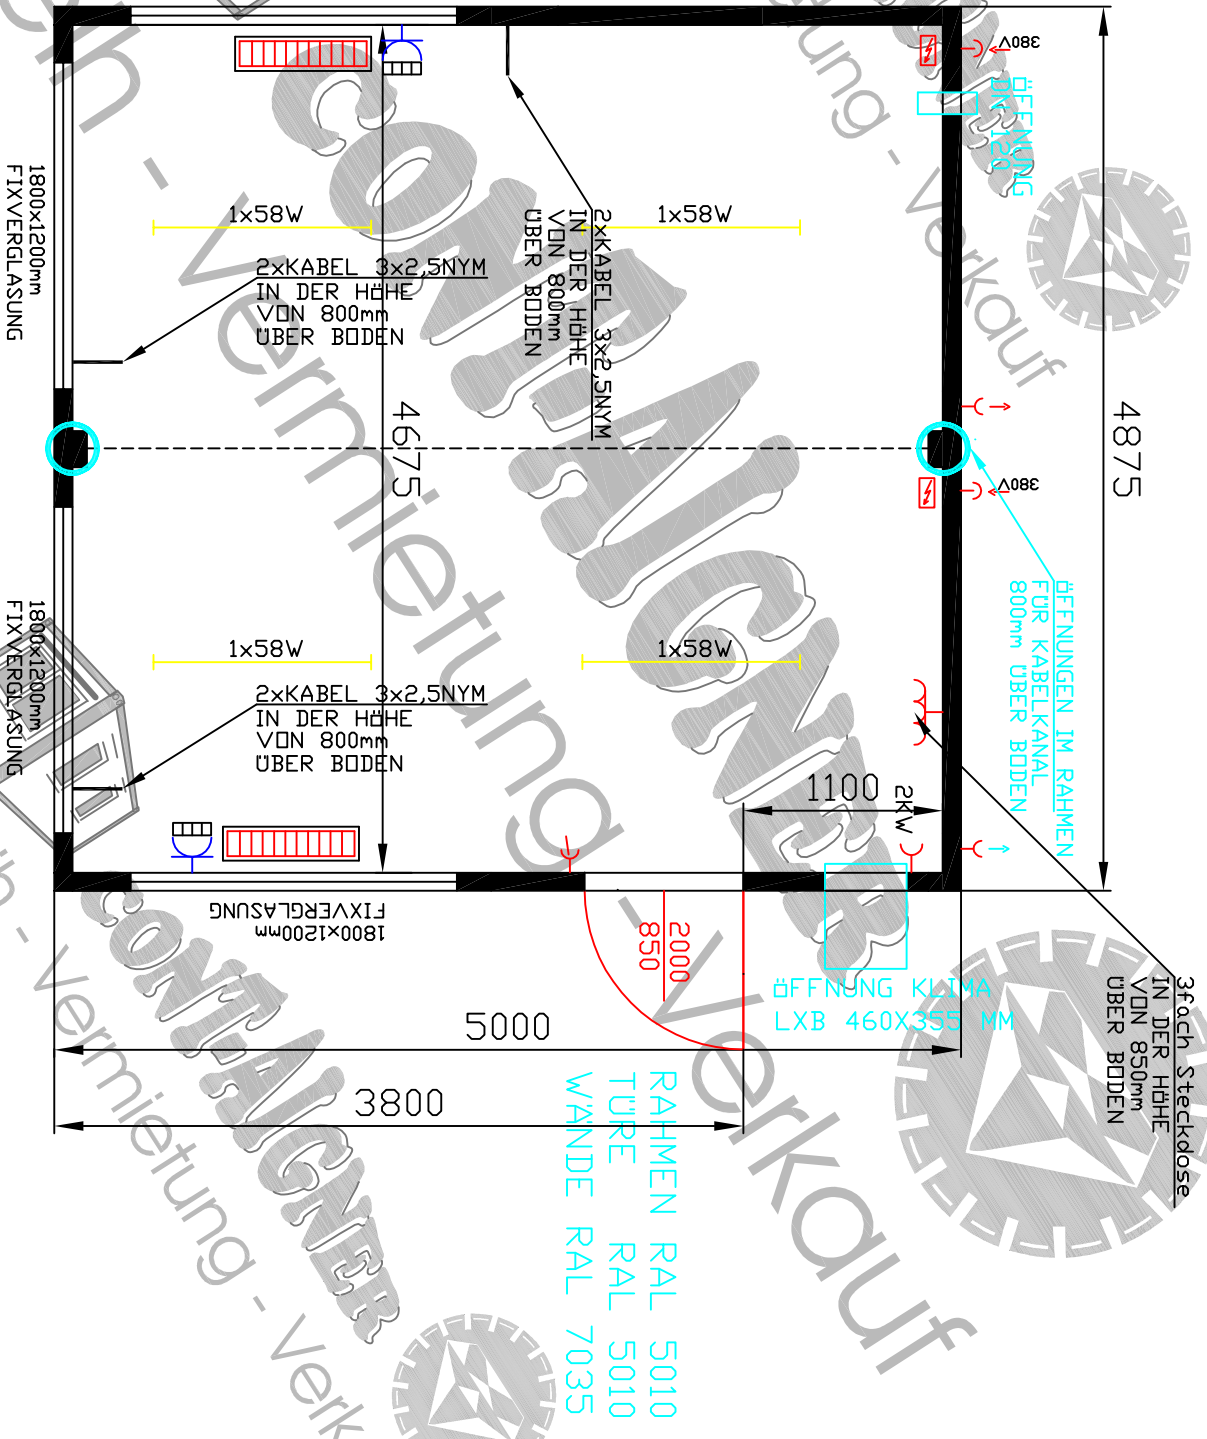 380V
ÖFFNUNG
DN 120
1x58W
1x58W
2xKABEL 3x2,5NYM
IN DER HÖHE
VON 800mm
ÜBER BODEN
2xKABEL 3x2,5NYM
IN DER HÖHE
VON 800mm
ÜBER BODEN
1800x1200mm
FIXVERGLASUNG
4675
4875
380V
ÖFFNUNGEN IM RAHMEN
FÜR KABELKANAL
800mm ÜBER BODEN
1x58W
1x58W
2xKABEL 3x2,5NYM
IN DER HÖHE
VON 800mm
ÜBER BODEN
1800x1200mm
FIXVERGLASUNG
1100
2KW
1800x1200mm
FIXVERGLASUNG
2000
850
ÖFFNUNG KLIMA
LXB 460X355 MM
3fach Steckdose
IN DER HÖHE
VON 850mm
ÜBER BODEN
5000
3800
RAHMEN RAL 5010
TÜRE RAL 5010
WÄNDE RAL 7035
CONTAIGNER
Vermietung - Verkauf
CONTAIGNER
Vermietung
Verkauf